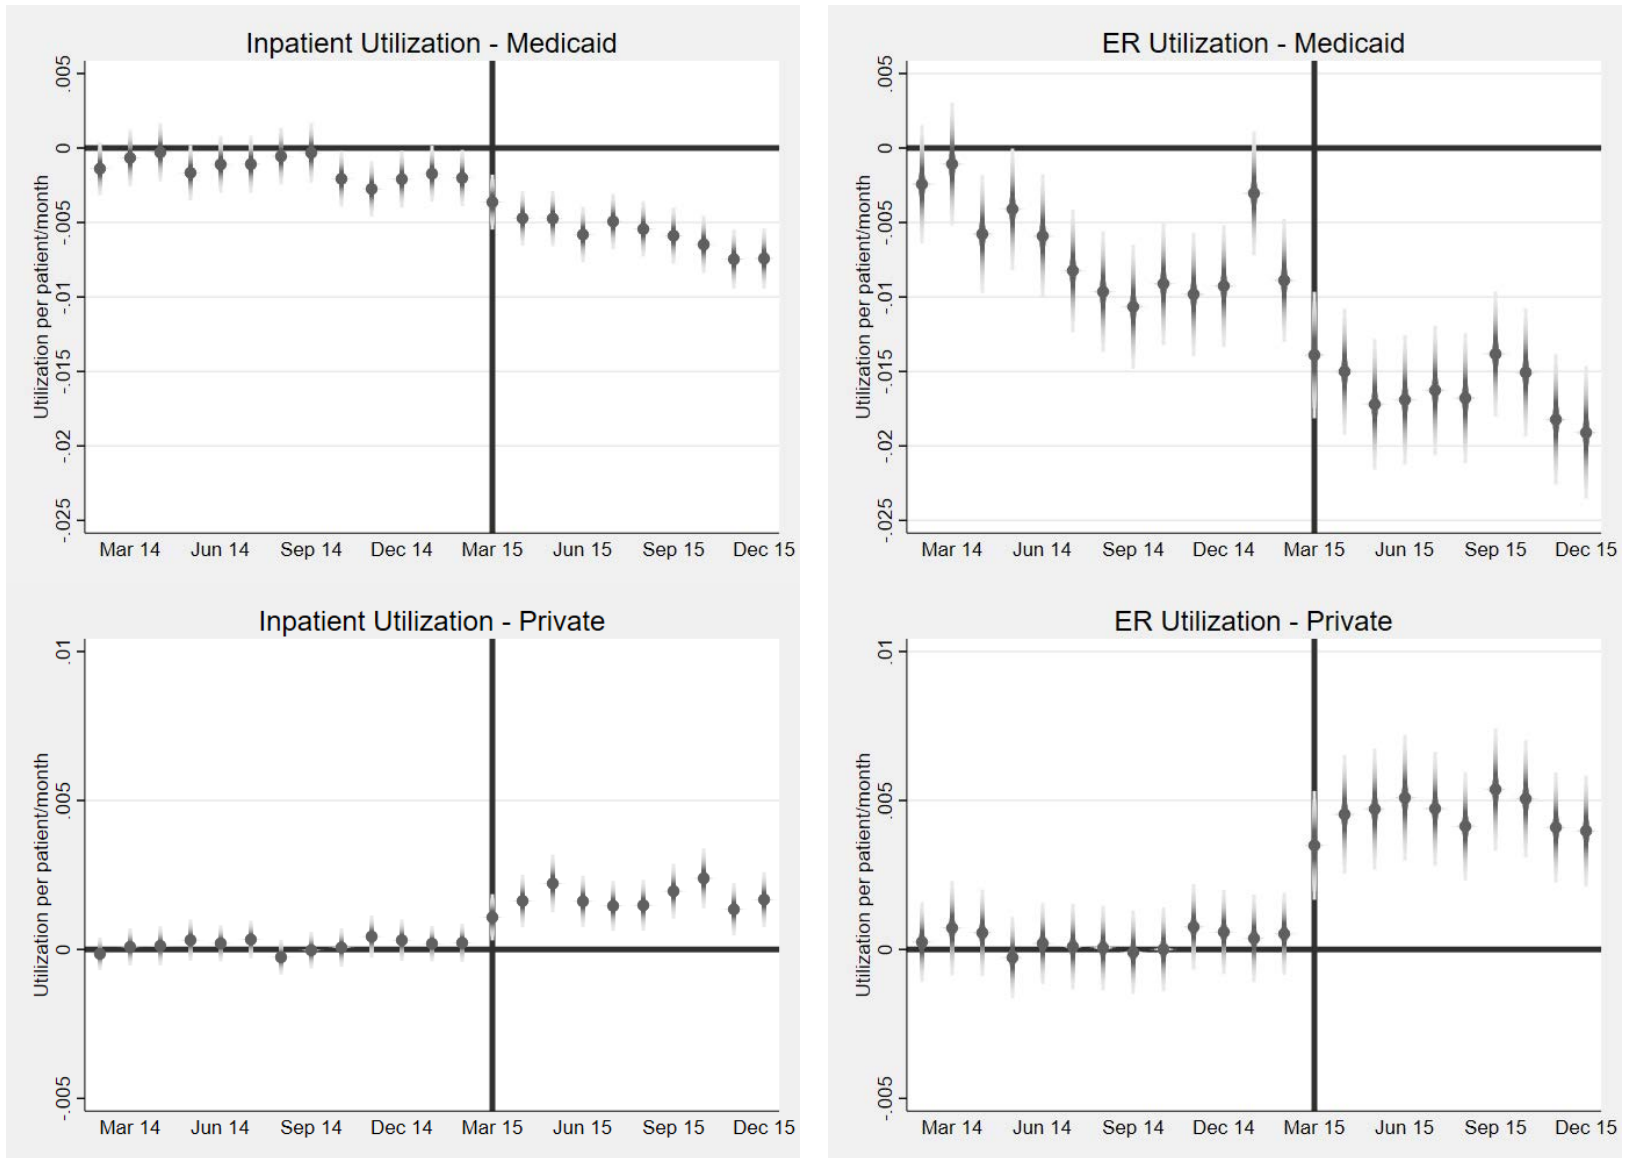 Inpatient Utilization - Medicaid
Utilization per patient/month
.005
0
-.005
-.01
-.015
-.02
-.025
Mar 14 Jun 14 Sep 14 Dec 14 Mar 15 Jun 15 Sep 15 Dec 15
ER Utilization - Medicaid
Utilization per patient/month
.005
0
-.005
-.01
-.015
-.02
-.025
Mar 14 Jun 14 Sep 14 Dec 14 Mar 15 Jun 15 Sep 15 Dec 15
Inpatient Utilization - Private
Utilization per patient/month
.01
.005
0
-.005
Mar 14 Jun 14 Sep 14 Dec 14 Mar 15 Jun 15 Sep 15 Dec 15
ER Utilization - Private
Utilization per patient/month
.01
.005
0
-.005
Mar 14 Jun 14 Sep 14 Dec 14 Mar 15 Jun 15 Sep 15 Dec 15